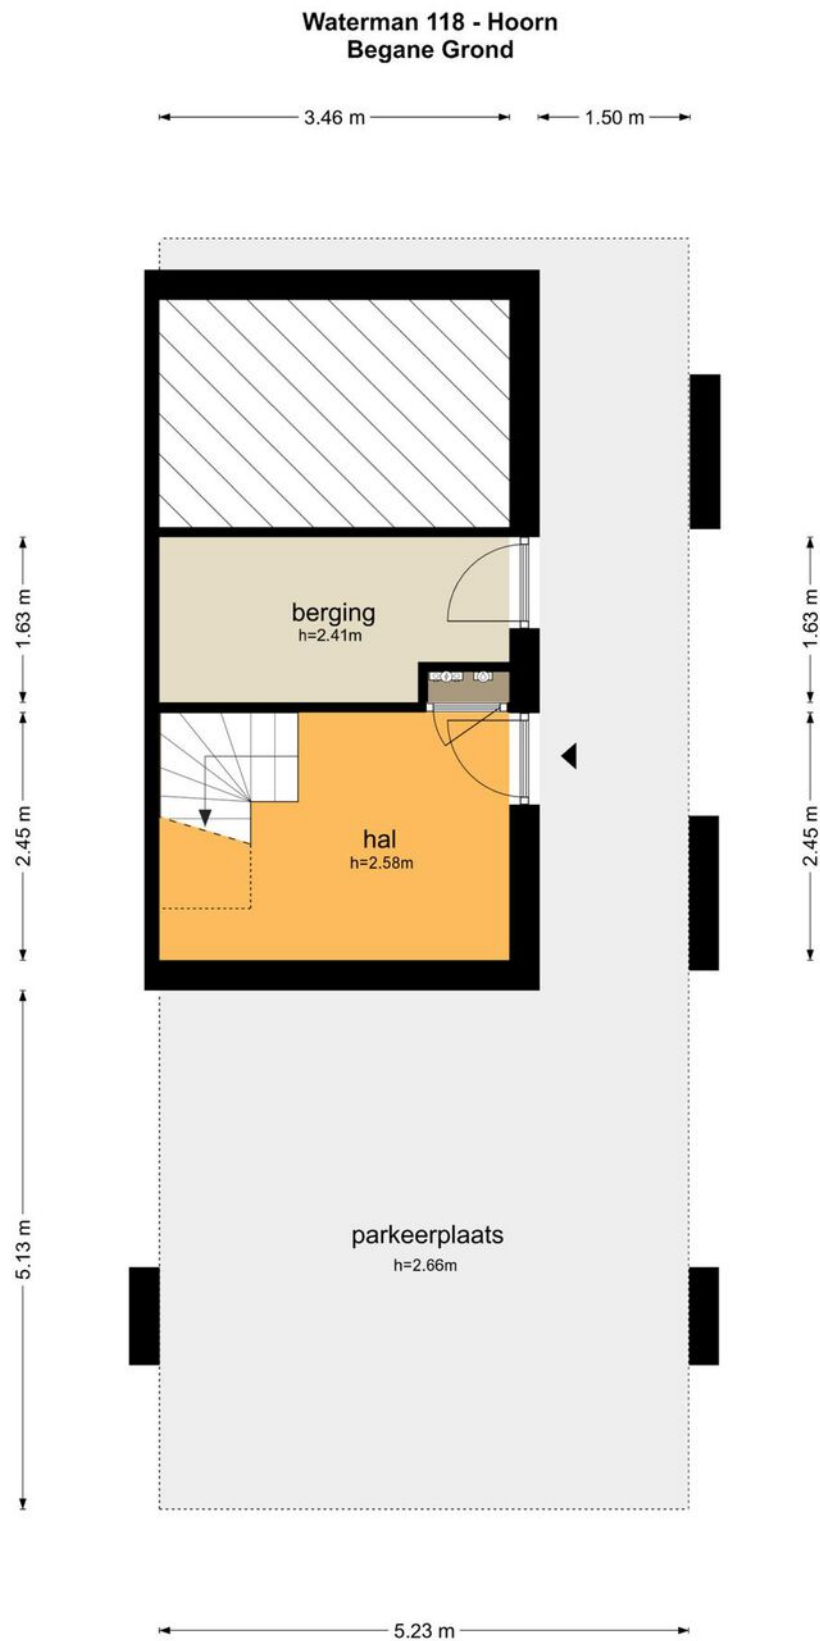 Waterman 118 - Hoorn
Begane Grond
3.46 m
1.50 m
1.63 m
1.63 m
berging
h=2.41m
2.45 m
2.45 m
hal
h=2.58m
5.13 m
parkeerplaats
h=2.66m
5.23 m